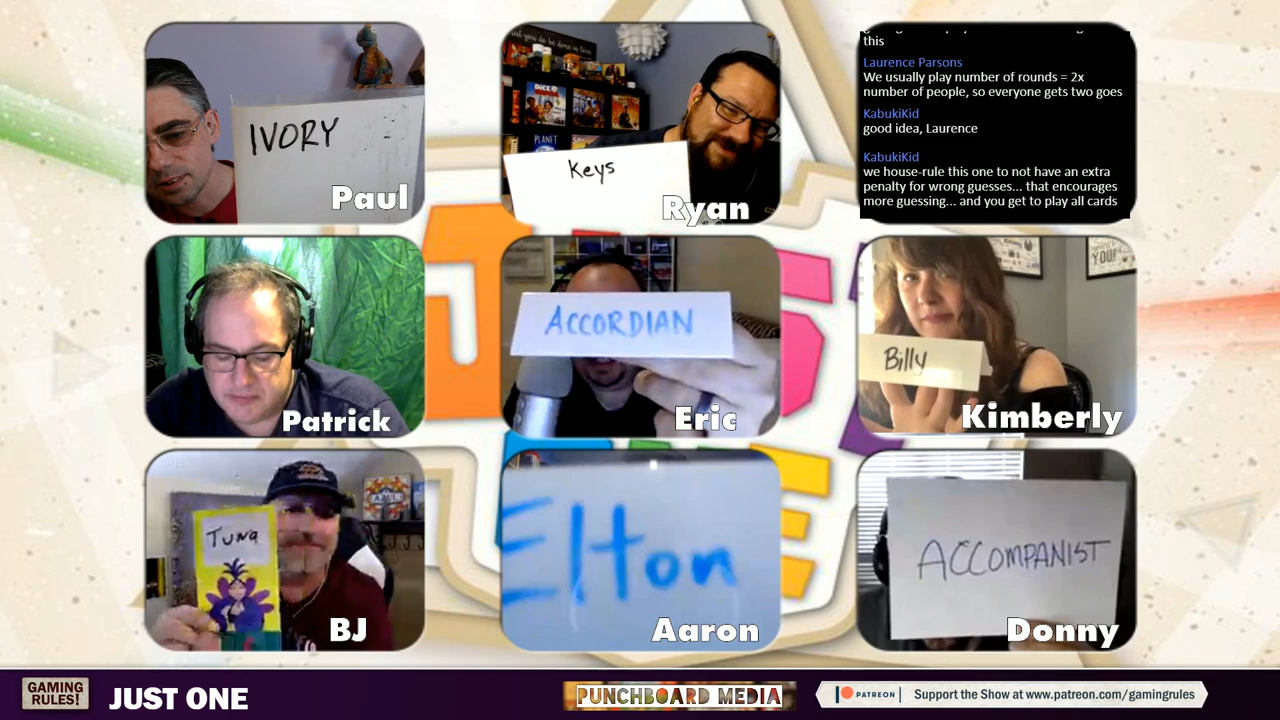 IVORY
Paul
Keys
Ryan
DICE
PLANET
this
Laurence Parsons
We usually play number of rounds = 2x
number of people, so everyone gets two goes
KabukiKid
good idea, Laurence
KabukiKid
we house-rule this one to not have an extra
penalty for wrong guesses... that encourages
more guessing... and you get to play all cards
Patrick
ACCORDIAN
Eric
YOU!
Billy
Kimberly
Tuna
BJ
Elton
Aaron
ACCOMPANIST
Donny
GAMING
RULES!
JUST ONE
PUNCHBOARD MEDIA
PATREON
Support the Show at www.patreon.com/gamingrules